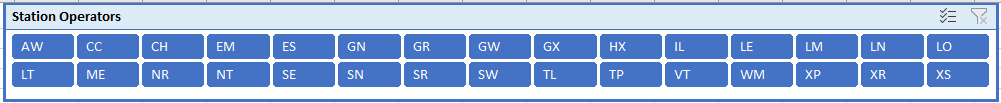 Station Operators
AW CC CH EM ES GN GR GW GX HX IL LE LM LN LO
LT ME NR NT SE SN SR SW TL TP VT WM XP XR XS